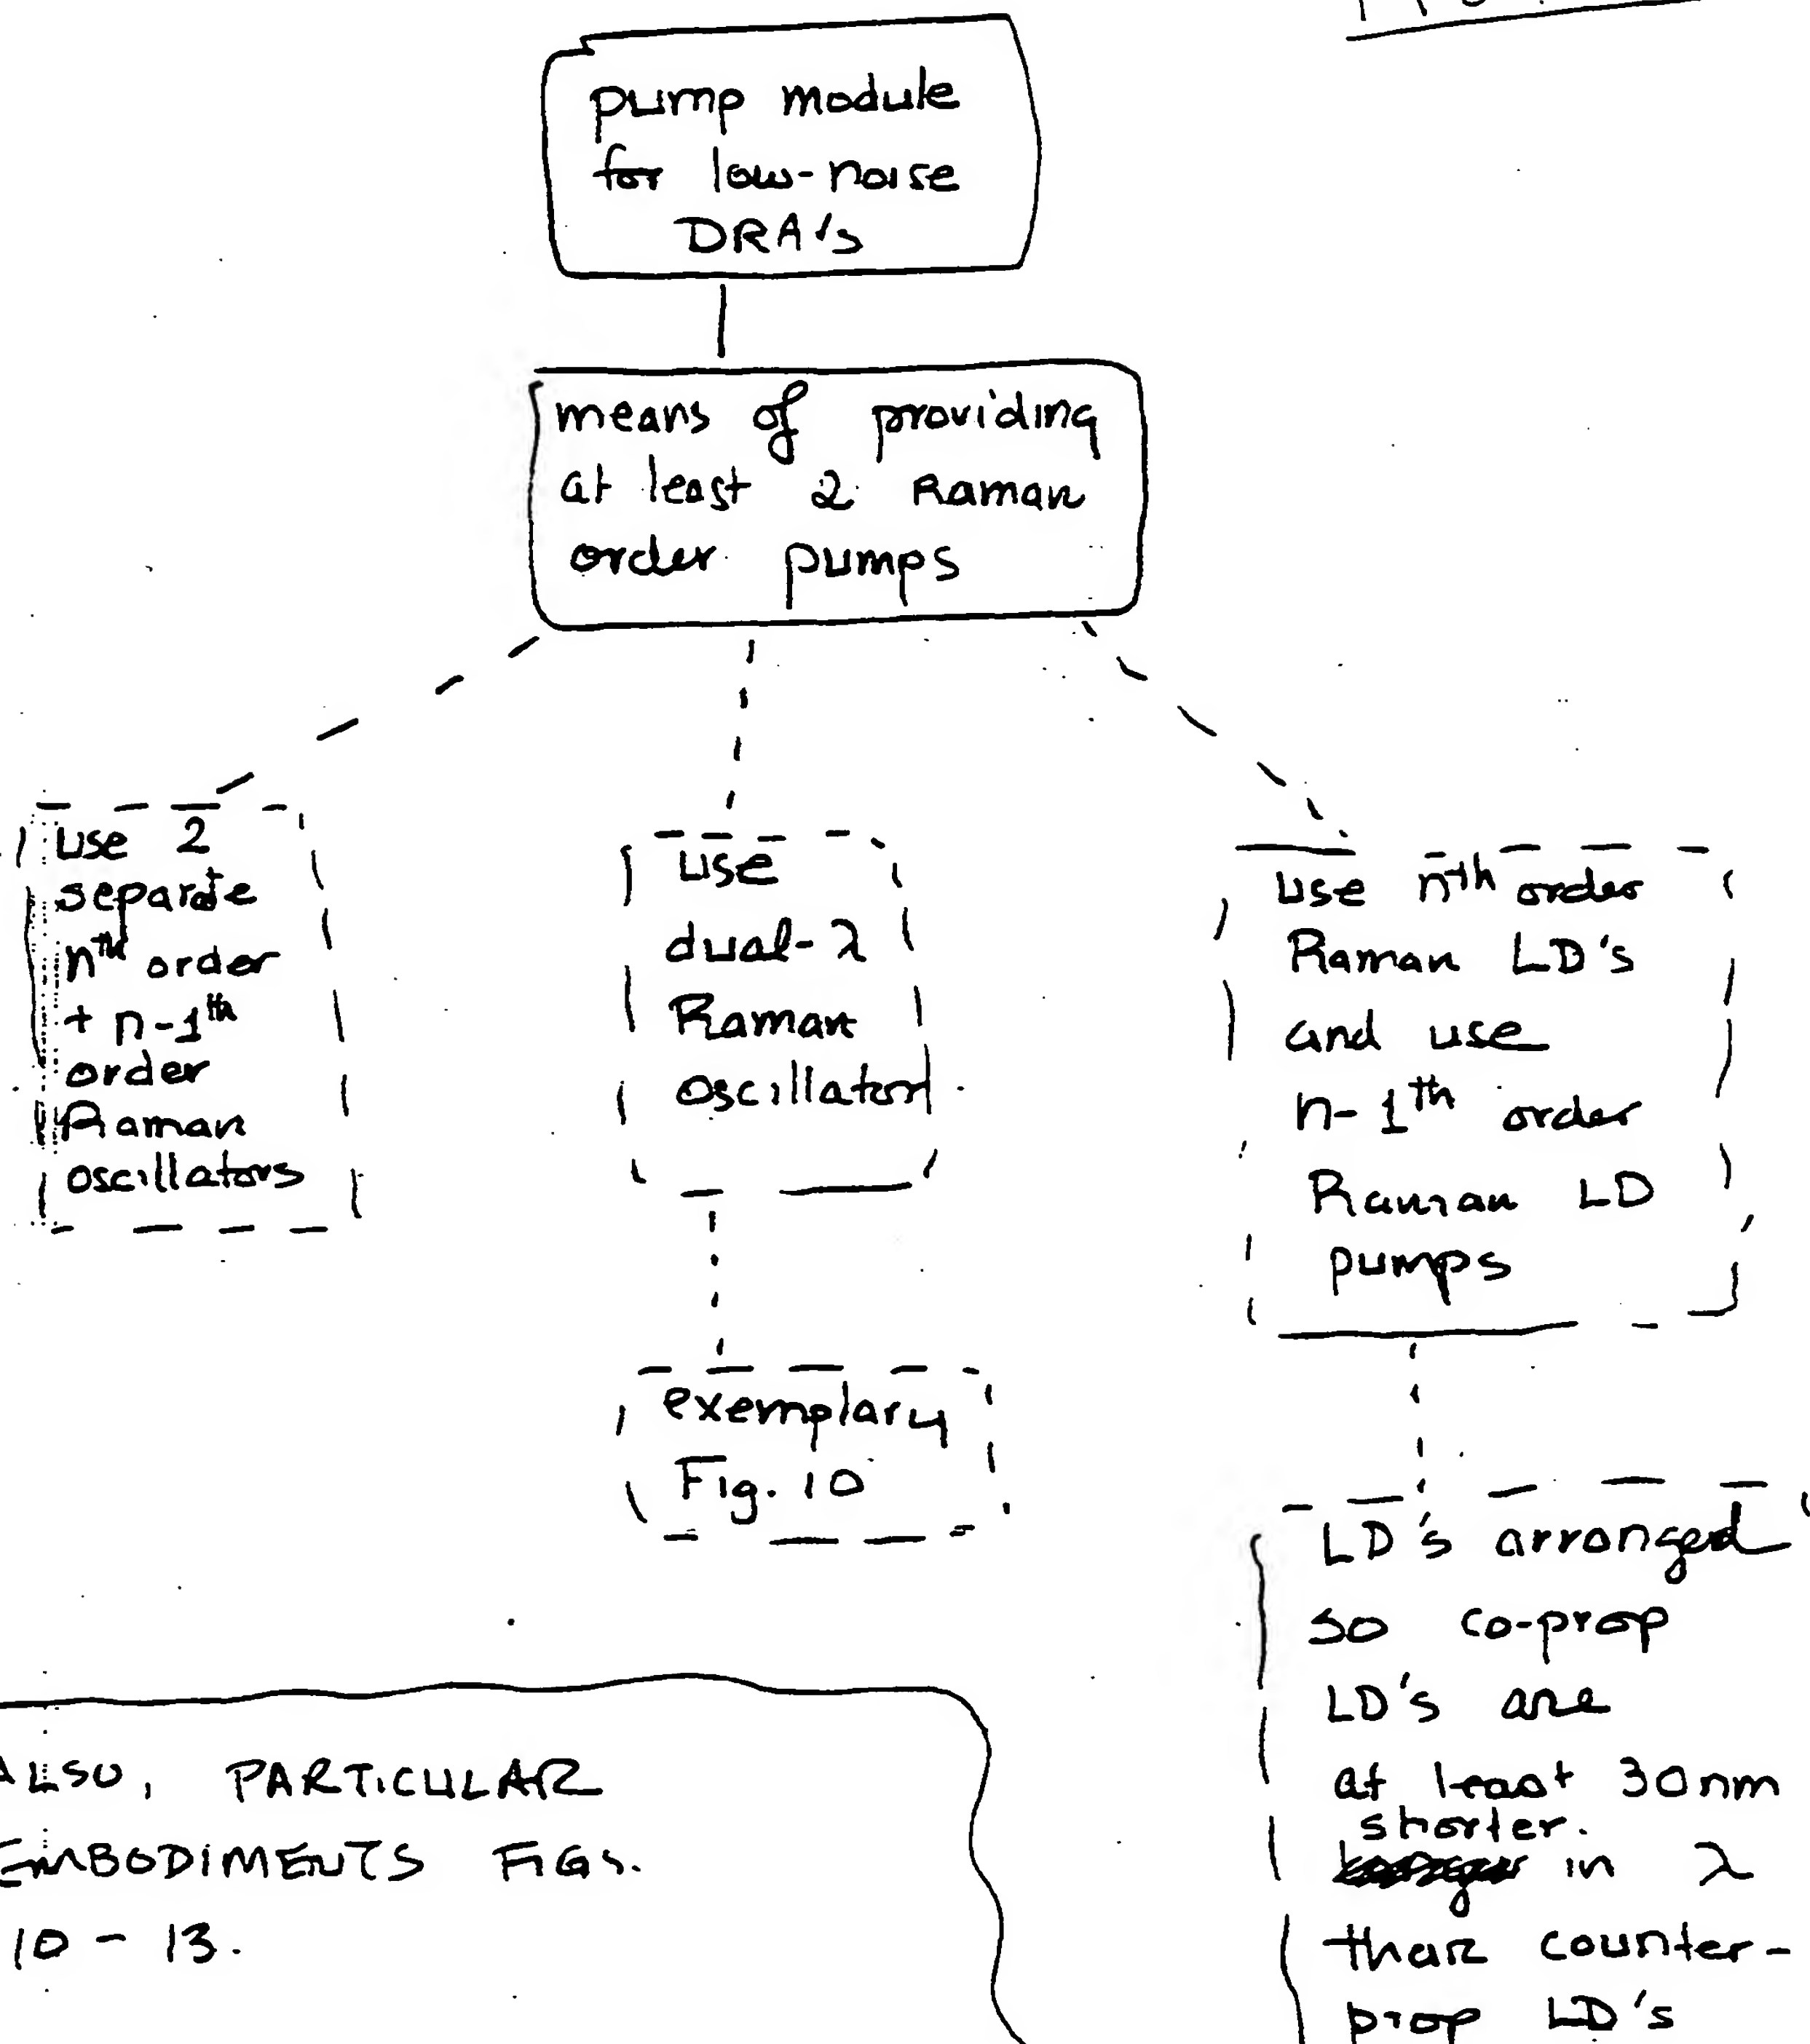 pump module
for low-noise
DRA's
means of providing
at least 2 Raman
order pumps
use 2
separate
nth order
+ n-1th
order
Raman
oscillators
use
dual-λ
Raman
oscillator
exemplary
Fig. 10
use nth order
Raman LD's
and use
n-1th order
Raman LD
pumps
LD's arranged
so co-prop
LD's are
at least 30nm
shorter.
in λ
than counter-
prop LD's
ALSO, PARTICULAR
EMBODIMENTS FIGS.
10 - 13.